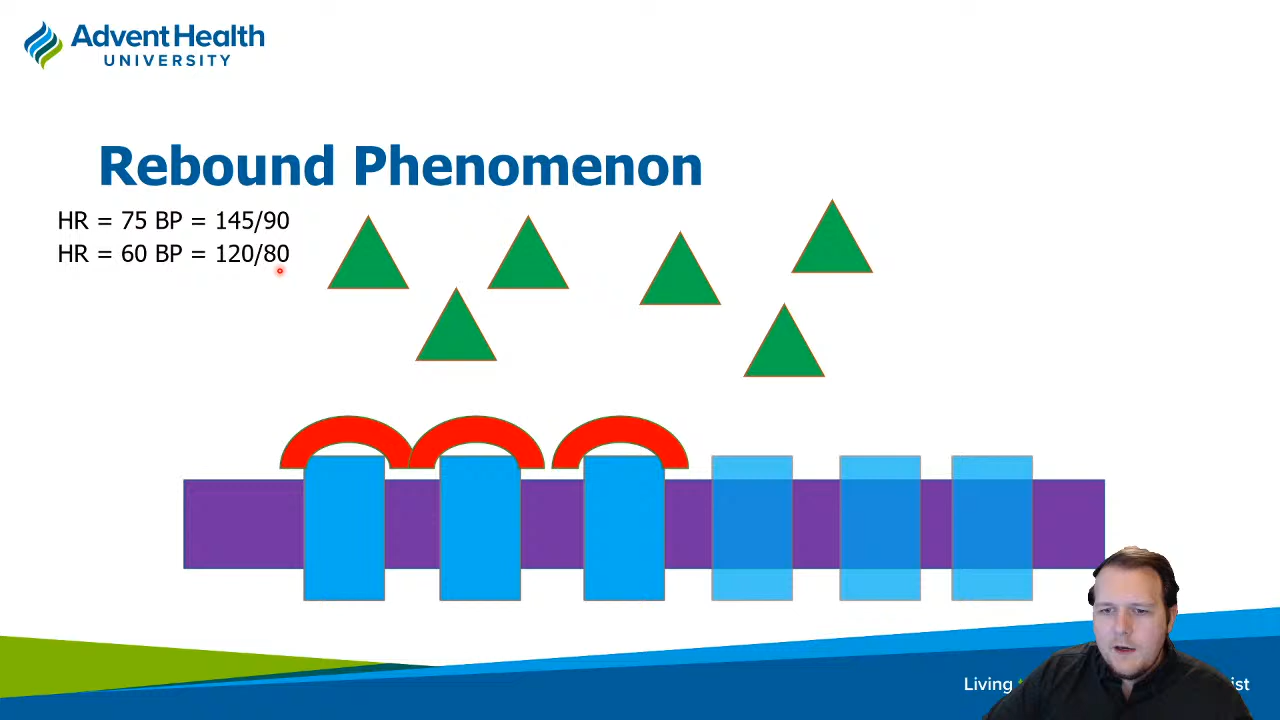 AdventHealth
UNIVERSITY
Rebound Phenomenon
HR = 75 BP = 145/90
HR = 60 BP = 120/80
Living